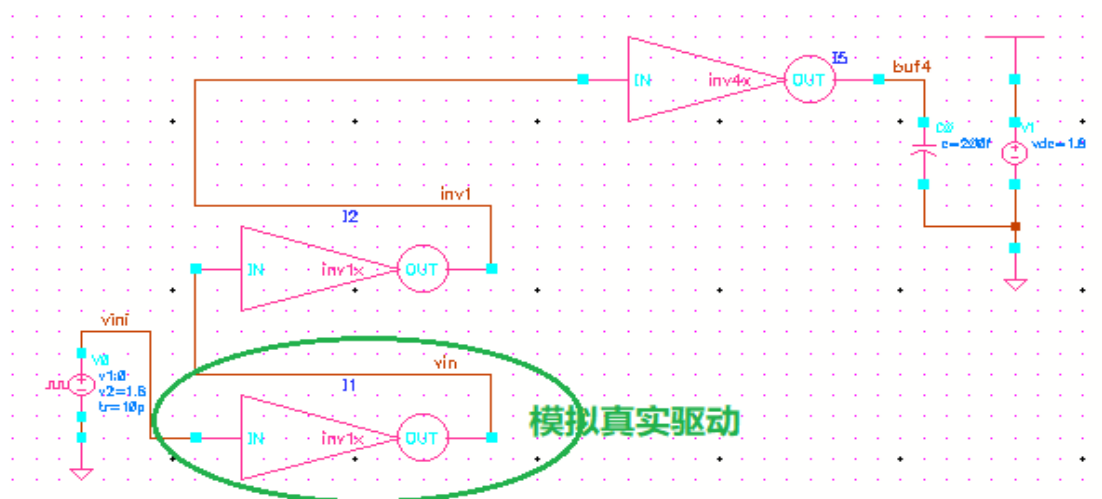 I5
IN
inv4x
OUT
buf4
C0
c=200f
V1
vdc=1.8
inv1
I2
IN
inv1x
OUT
vini
V0
v1:0
v2=1.8
tr=10p
vin
I1
IN
inv1x
OUT
模拟真实驱动